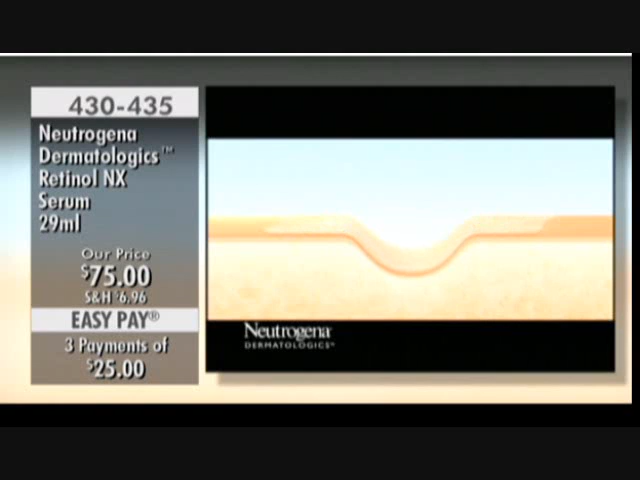 430-435
Neutrogena
Dermatologics™
Retinol NX
Serum
29ml
Our Price
$75.00
S&H $6.96
EASY PAY®
3 Payments of
$25.00
Neutrogena
DERMATOLOGICS™